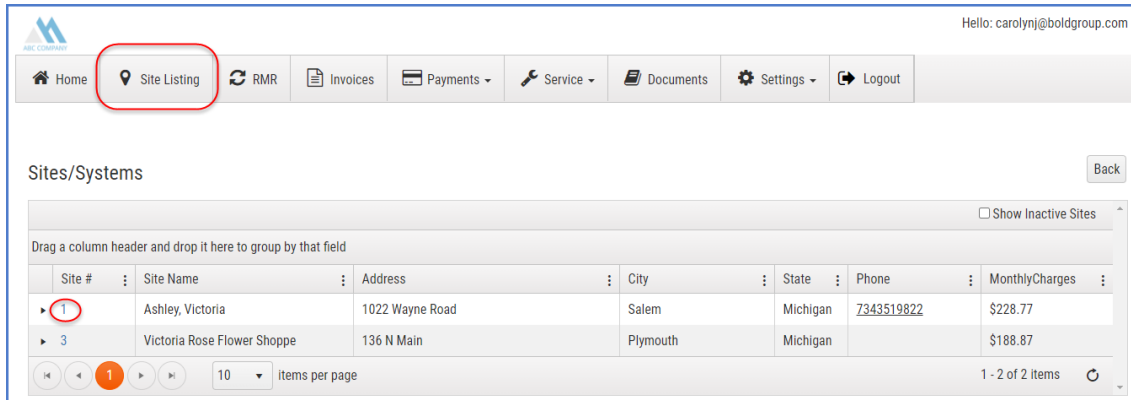 Hello: carolynj@boldgroup.com
ABC COMPANY
Home Site Listing RMR Invoices Payments Service Documents Settings Logout
Sites/Systems Back
Show Inactive Sites
Drag a column header and drop it here to group by that field
Site # Site Name Address City State Phone MonthlyCharges
1 Ashley, Victoria 1022 Wayne Road Salem Michigan 7343519822 $228.77
3 Victoria Rose Flower Shoppe 136 N Main Plymouth Michigan $188.87
1 10 items per page 1 - 2 of 2 items